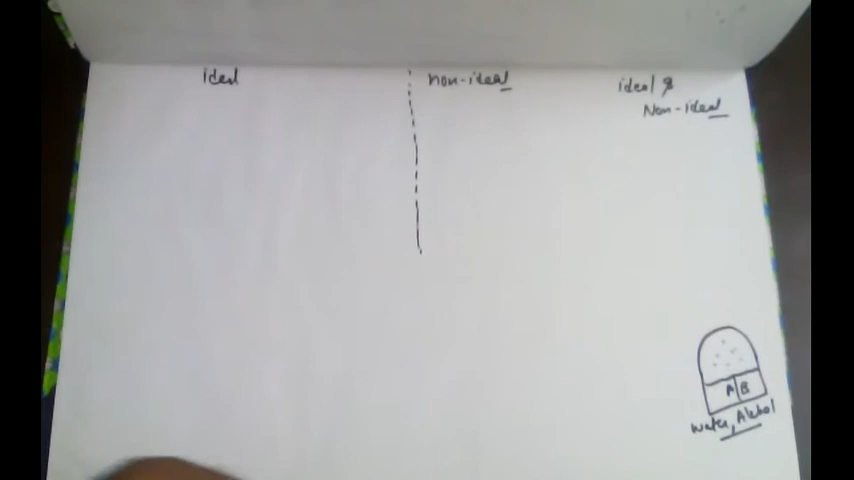 ideal
non-ideal
ideal &
Non-ideal
A B
Water, Alcohol